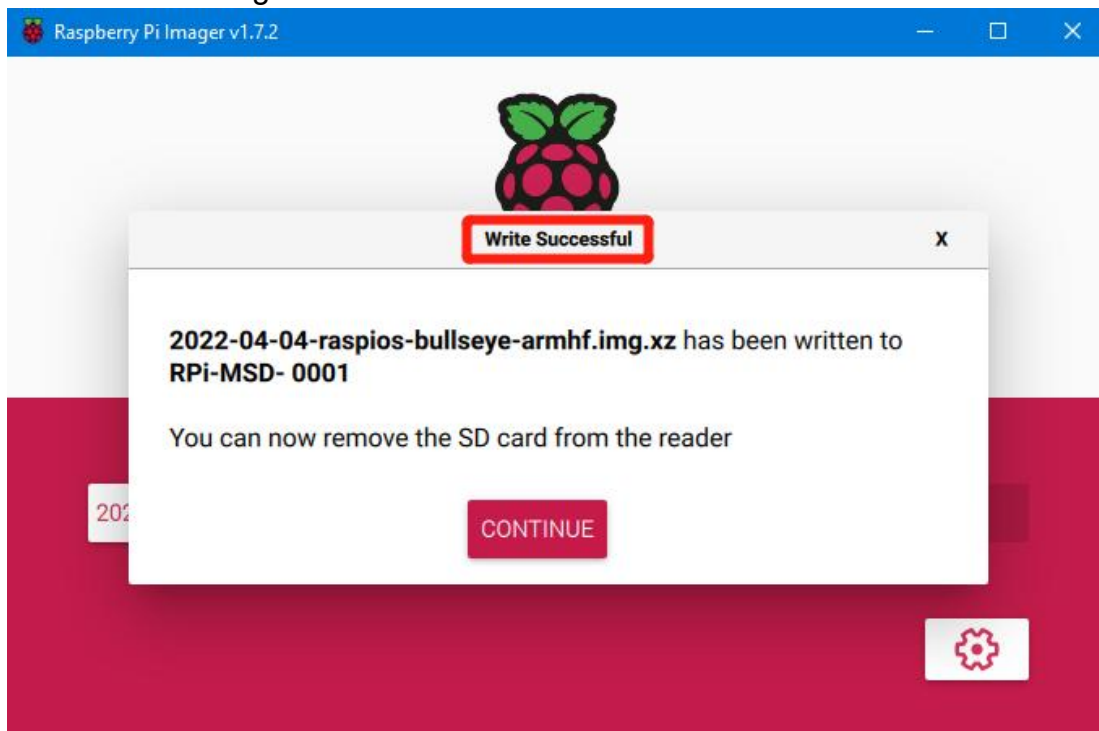 Raspberry Pi Imager v1.7.2
Write Successful
X
2022-04-04-raspios-bullseye-armhf.img.xz has been written to
RPi-MSD- 0001
You can now remove the SD card from the reader
202
CONTINUE